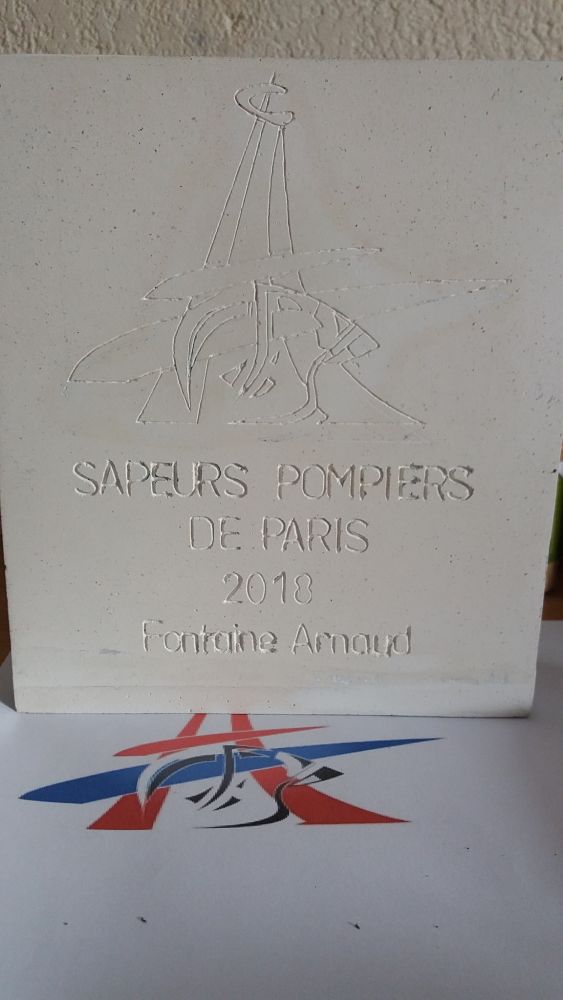 SAPEURS POMPIERS
DE PARIS
2018
Fontaine Arnaud